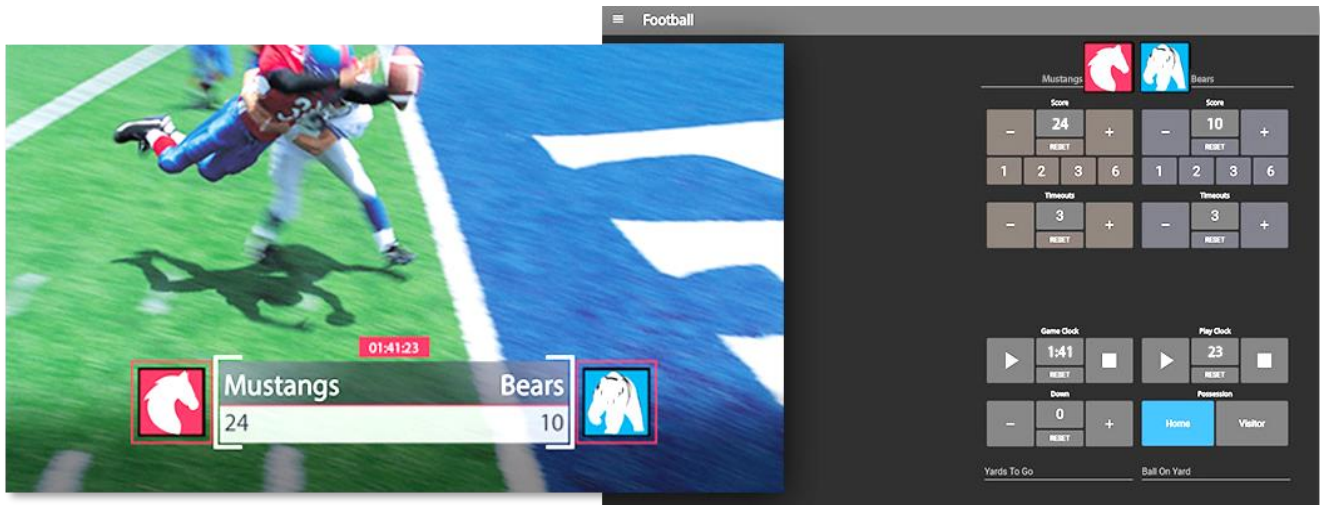 Football
Mustangs Bears
Score Score
- 24 + - 10 +
RESET RESET
1 2 3 6 1 2 3 6
Timeouts Timeouts
- 3 + - 3 +
RESET RESET
Game Clock Play Clock
1:41 23
RESET RESET
Down Possession
- 0 + Home Visitor
RESET
Yards To Go Ball On Yard
01:41:23
Mustangs Bears
24 10